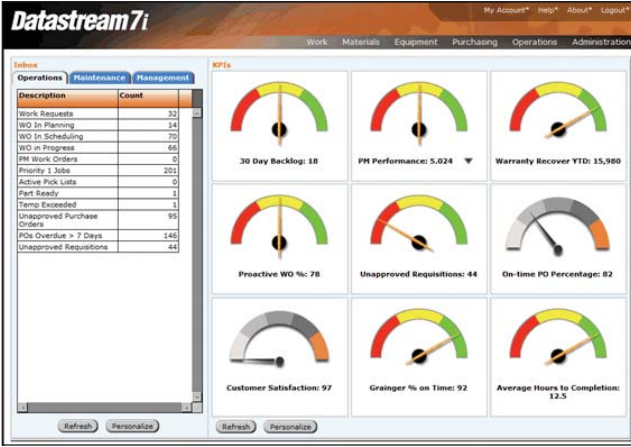 Datastream7i
My Account* Help* About* Logout*
Work Materials Equipment Purchasing Operations Administration
Inbox
Operations Maintenance Management
Description Count
Work Requests 32
WO In Planning 14
WO In Scheduling 70
WO in Progress 66
PM Work Orders 0
Priority 1 Jobs 201
Active Pick Lists 0
Part Ready 1
Temp Exceeded 1
Unapproved Purchase
Orders 95
POs Overdue > 7 Days 146
Unapproved Requisitions 44
Refresh Personalize
KPIs
30 Day Backlog: 18
PM Performance: 5.024
Warranty Recover YTD: 15,980
Proactive WO %: 78
Unapproved Requisitions: 44
On-time PO Percentage: 82
Customer Satisfaction: 97
Grainger % on Time: 92
Average Hours to Completion:
12.5
Refresh Personalize